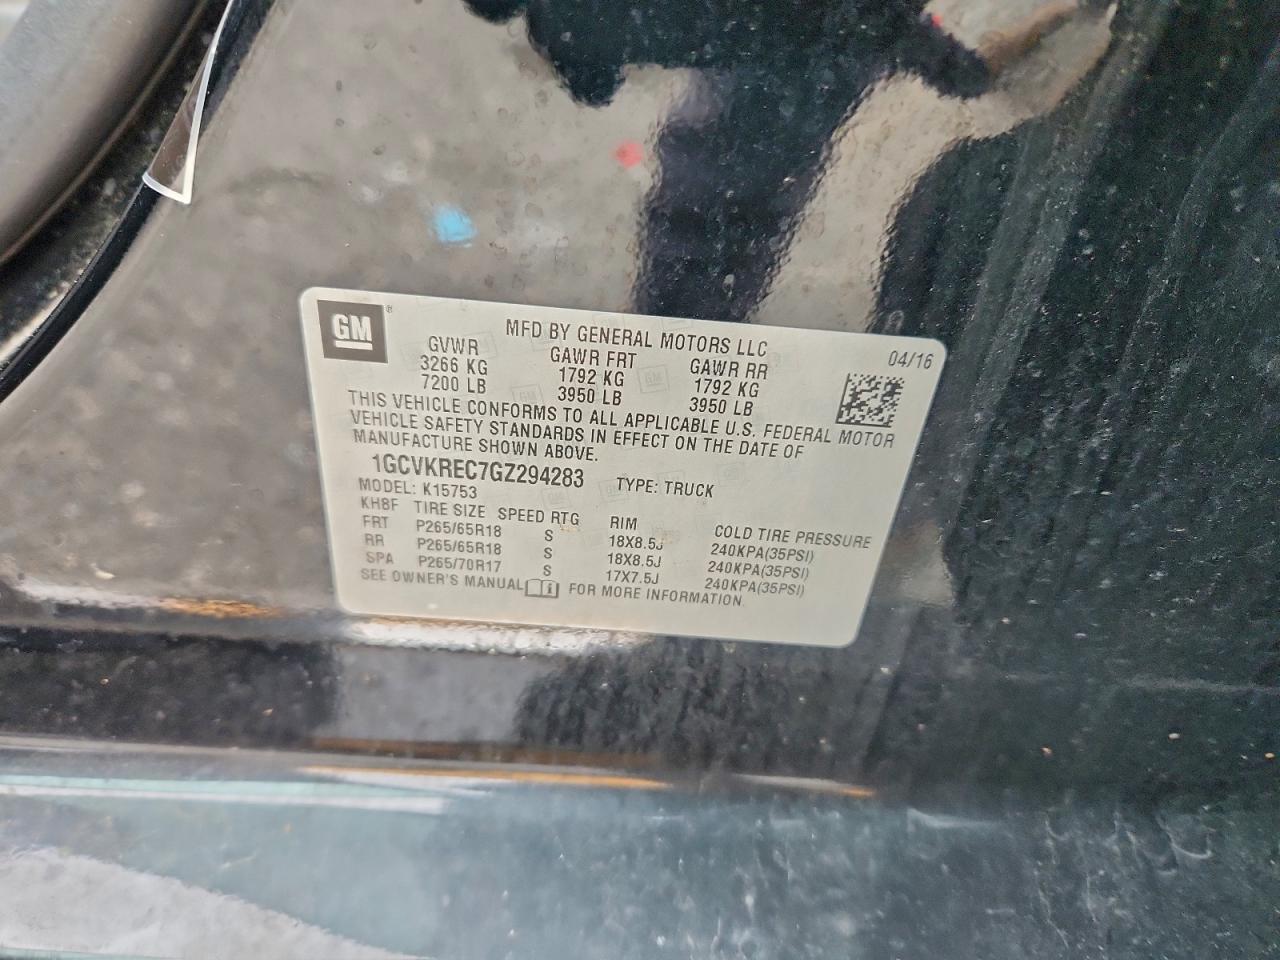 GM®
MFD BY GENERAL MOTORS LLC
04/16
GVWR GAWR FRT GAWR RR
3266 KG 1792 KG 1792 KG
7200 LB 3950 LB 3950 LB
THIS VEHICLE CONFORMS TO ALL APPLICABLE U.S. FEDERAL MOTOR
VEHICLE SAFETY STANDARDS IN EFFECT ON THE DATE OF
MANUFACTURE SHOWN ABOVE.
1GCVKREC7GZ294283 TYPE: TRUCK
MODEL: K15753
KH8F TIRE SIZE SPEED RTG RIM COLD TIRE PRESSURE
FRT P265/65R18 S 18X8.5J 240KPA(35PSI)
RR P265/65R18 S 18X8.5J 240KPA(35PSI)
SPA P265/70R17 S 17X7.5J 240KPA(35PSI)
SEE OWNER'S MANUAL FOR MORE INFORMATION.